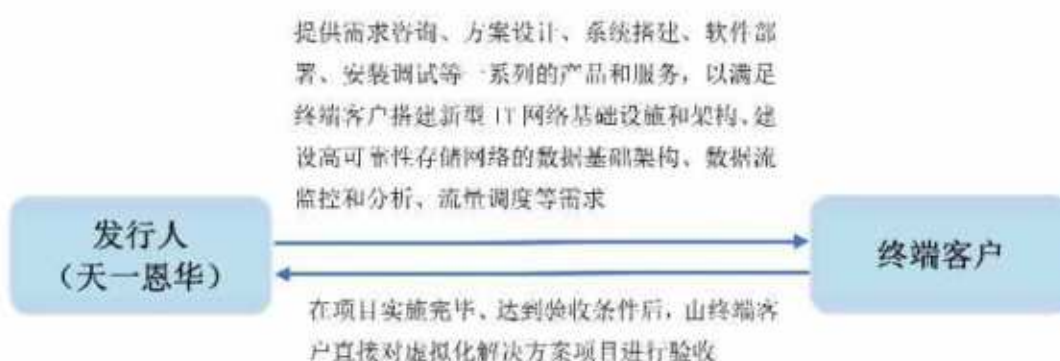 提供需求咨询、方案设计、系统搭建、软件部
署、安装调试等一系列的产品和服务，以满足
终端客户搭建新型 IT 网络基础设施和架构、建
设高可靠性存储网络的数据基础架构、数据流
监控和分析、流量调度等需求
发行人
（天一恩华）
终端客户
在项目实施完毕、达到验收条件后，由终端客
户直接对虚拟化解决方案项目进行验收